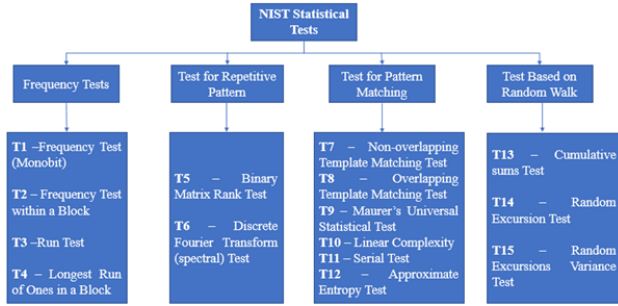 NIST Statistical
Tests
Frequency Tests
Test for Repetitive
Pattern
Test for Pattern
Matching
Test Based on
Random Walk
T1 –Frequency Test
(Monobit)
T2 – Frequency Test
within a Block
T3 –Run Test
T4 – Longest Run
of Ones in a Block
T5 – Binary
Matrix Rank Test
T6 – Discrete
Fourier Transform
(spectral) Test
T7 – Non-overlapping
Template Matching Test
T8 – Overlapping
Template Matching Test
T9 – Maurer's Universal
Statistical Test
T10 – Linear Complexity
T11 – Serial Test
T12 – Approximate
Entropy Test
T13 – Cumulative
sums Test
T14 – Random
Excursion Test
T15 – Random
Excursions Variance
Test